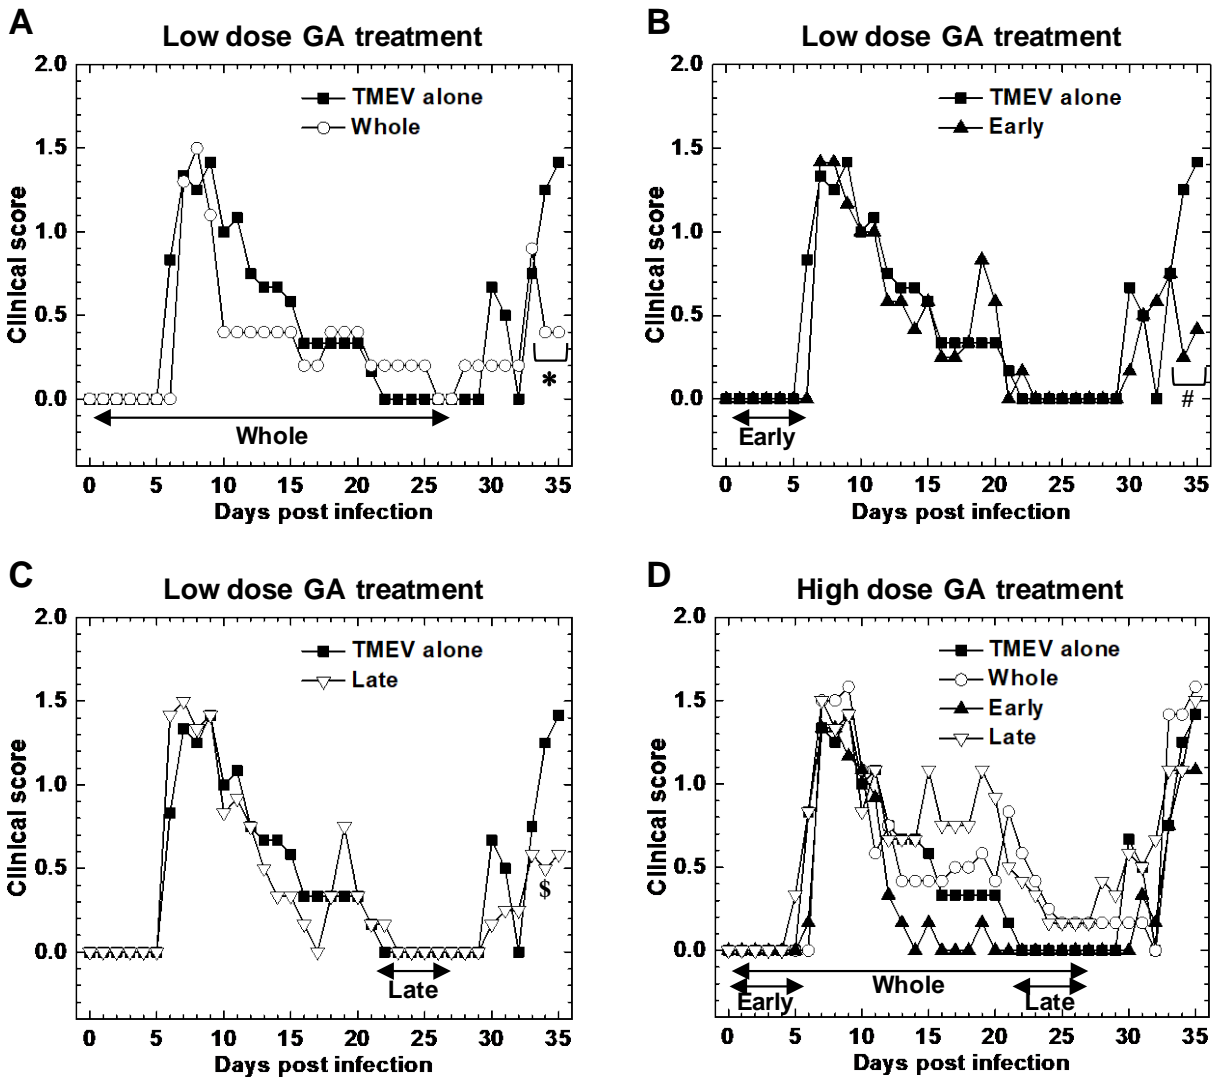 A
Low dose GA treatment
2.0
1.5
1.0
0.5
0.0
Clinical score
TMEV alone
Whole
*
Whole
0 5 10 15 20 25 30 35
Days post infection
B
Low dose GA treatment
2.0
1.5
1.0
0.5
0.0
Clinical score
TMEV alone
Early
#
Early
0 5 10 15 20 25 30 35
Days post infection
C
Low dose GA treatment
2.0
1.5
1.0
0.5
0.0
Clinical score
TMEV alone
Late
$
Late
0 5 10 15 20 25 30 35
Days post infection
D
High dose GA treatment
2.0
1.5
1.0
0.5
0.0
Clinical score
TMEV alone
Whole
Early
Late
Early Whole Late
0 5 10 15 20 25 30 35
Days post infection